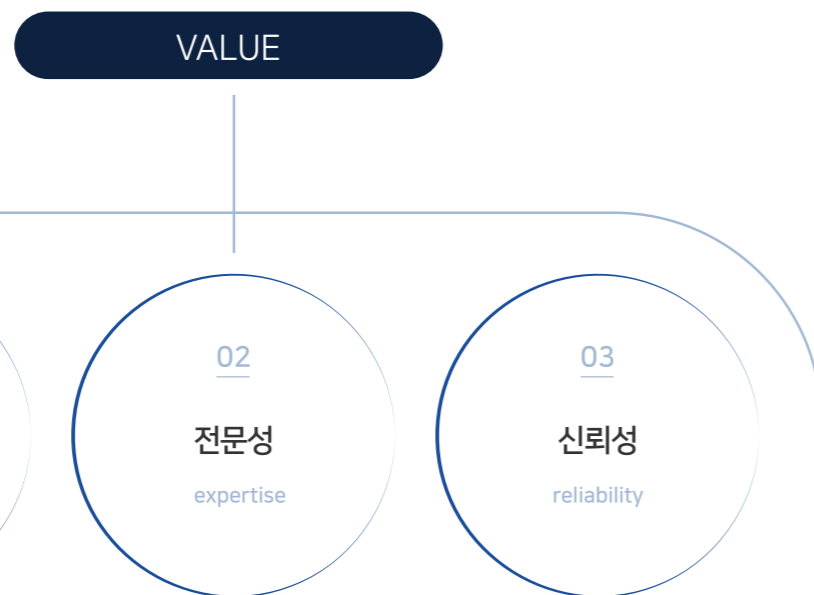 VALUE
02
전문성
expertise
03
신뢰성
reliability